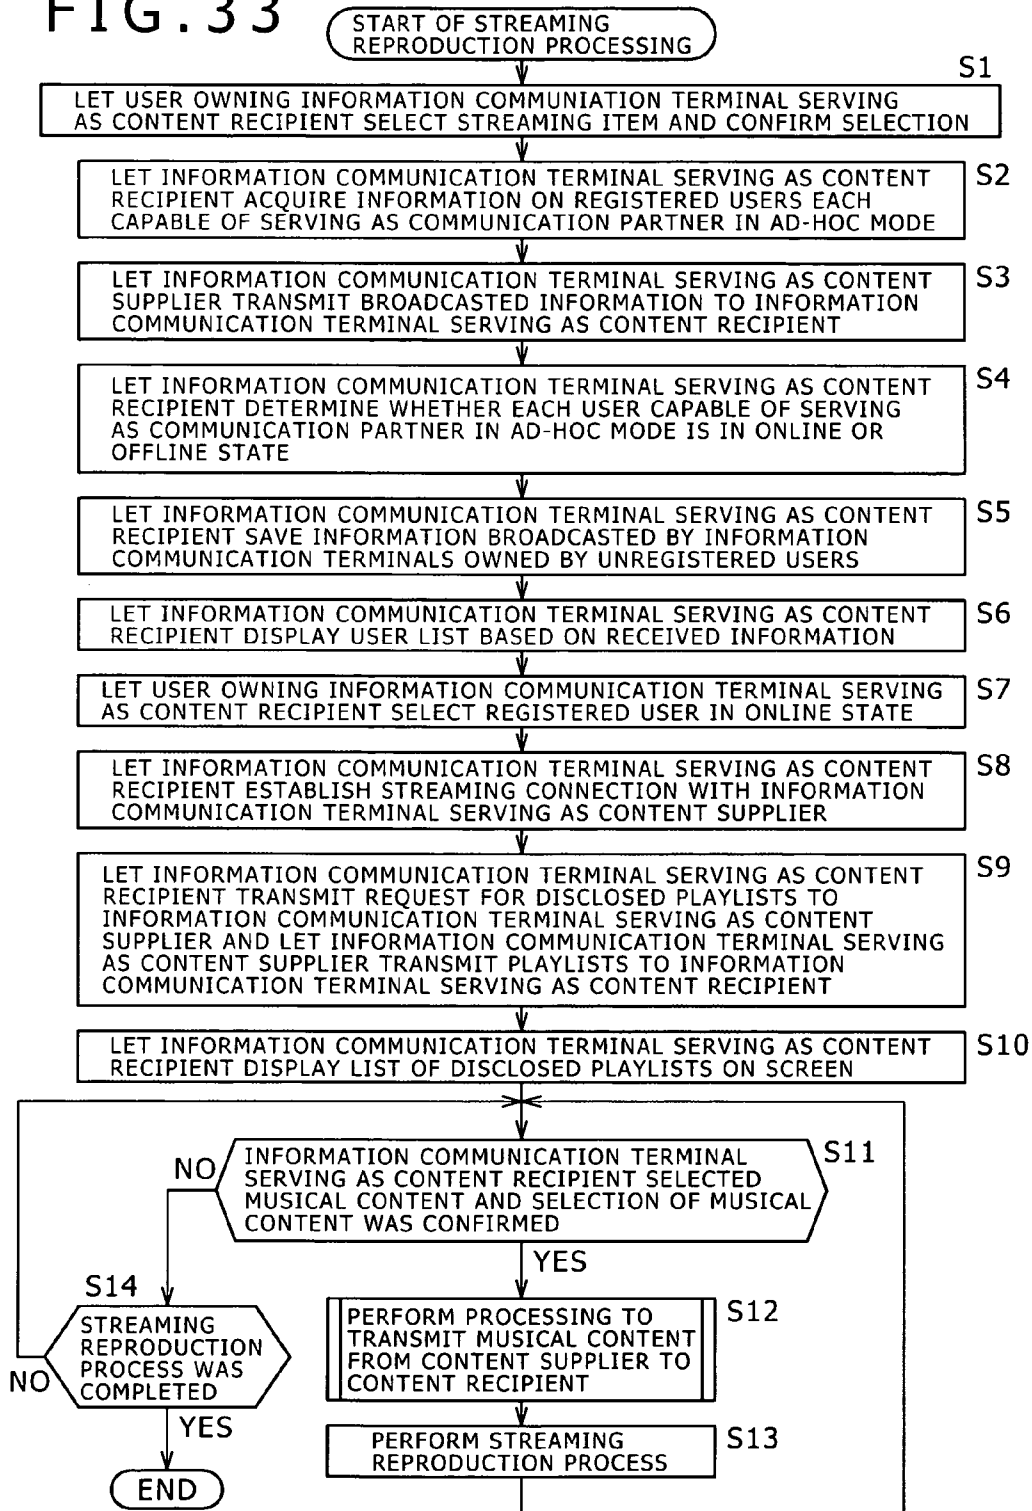 FIG.33
START OF STREAMING
REPRODUCTION PROCESSING
S1
LET USER OWNING INFORMATION COMMUNIATION TERMINAL SERVING
AS CONTENT RECIPIENT SELECT STREAMING ITEM AND CONFIRM SELECTION
S2
LET INFORMATION COMMUNICATION TERMINAL SERVING AS CONTENT
RECIPIENT ACQUIRE INFORMATION ON REGISTERED USERS EACH
CAPABLE OF SERVING AS COMMUNICATION PARTNER IN AD-HOC MODE
S3
LET INFORMATION COMMUNICATION TERMINAL SERVING AS CONTENT
SUPPLIER TRANSMIT BROADCASTED INFORMATION TO INFORMATION
COMMUNICATION TERMINAL SERVING AS CONTENT RECIPIENT
S4
LET INFORMATION COMMUNICATION TERMINAL SERVING AS CONTENT
RECIPIENT DETERMINE WHETHER EACH USER CAPABLE OF SERVING
AS COMMUNICATION PARTNER IN AD-HOC MODE IS IN ONLINE OR
OFFLINE STATE
S5
LET INFORMATION COMMUNICATION TERMINAL SERVING AS CONTENT
RECIPIENT SAVE INFORMATION BROADCASTED BY INFORMATION
COMMUNICATION TERMINALS OWNED BY UNREGISTERED USERS
S6
LET INFORMATION COMMUNICATION TERMINAL SERVING AS CONTENT
RECIPIENT DISPLAY USER LIST BASED ON RECEIVED INFORMATION
S7
LET USER OWNING INFORMATION COMMUNICATION TERMINAL SERVING
AS CONTENT RECIPIENT SELECT REGISTERED USER IN ONLINE STATE
S8
LET INFORMATION COMMUNICATION TERMINAL SERVING AS CONTENT
RECIPIENT ESTABLISH STREAMING CONNECTION WITH INFORMATION
COMMUNICATION TERMINAL SERVING AS CONTENT SUPPLIER
S9
LET INFORMATION COMMUNICATION TERMINAL SERVING AS CONTENT
RECIPIENT TRANSMIT REQUEST FOR DISCLOSED PLAYLISTS TO
INFORMATION COMMUNICATION TERMINAL SERVING AS CONTENT
SUPPLIER AND LET INFORMATION COMMUNICATION TERMINAL SERVING
AS CONTENT SUPPLIER TRANSMIT PLAYLISTS TO INFORMATION
COMMUNICATION TERMINAL SERVING AS CONTENT RECIPIENT
S10
LET INFORMATION COMMUNICATION TERMINAL SERVING AS CONTENT
RECIPIENT DISPLAY LIST OF DISCLOSED PLAYLISTS ON SCREEN
S11
INFORMATION COMMUNICATION TERMINAL
SERVING AS CONTENT RECIPIENT SELECTED
MUSICAL CONTENT AND SELECTION OF MUSICAL
CONTENT WAS CONFIRMED
NO
YES
S14
STREAMING
REPRODUCTION
PROCESS WAS
COMPLETED
NO
YES
END
S12
PERFORM PROCESSING TO
TRANSMIT MUSICAL CONTENT
FROM CONTENT SUPPLIER TO
CONTENT RECIPIENT
S13
PERFORM STREAMING
REPRODUCTION PROCESS